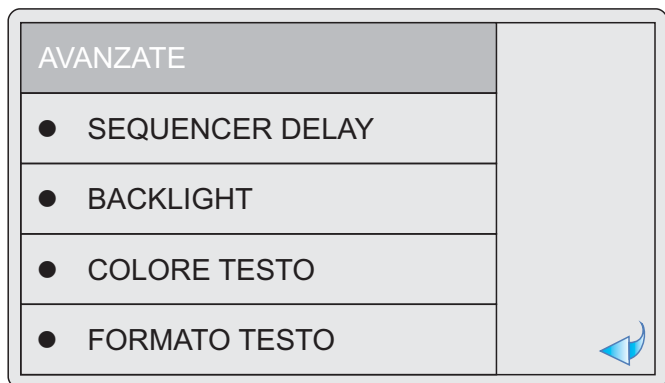 AVANZATE
SEQUENCER DELAY
BACKLIGHT
COLORE TESTO
FORMATO TESTO